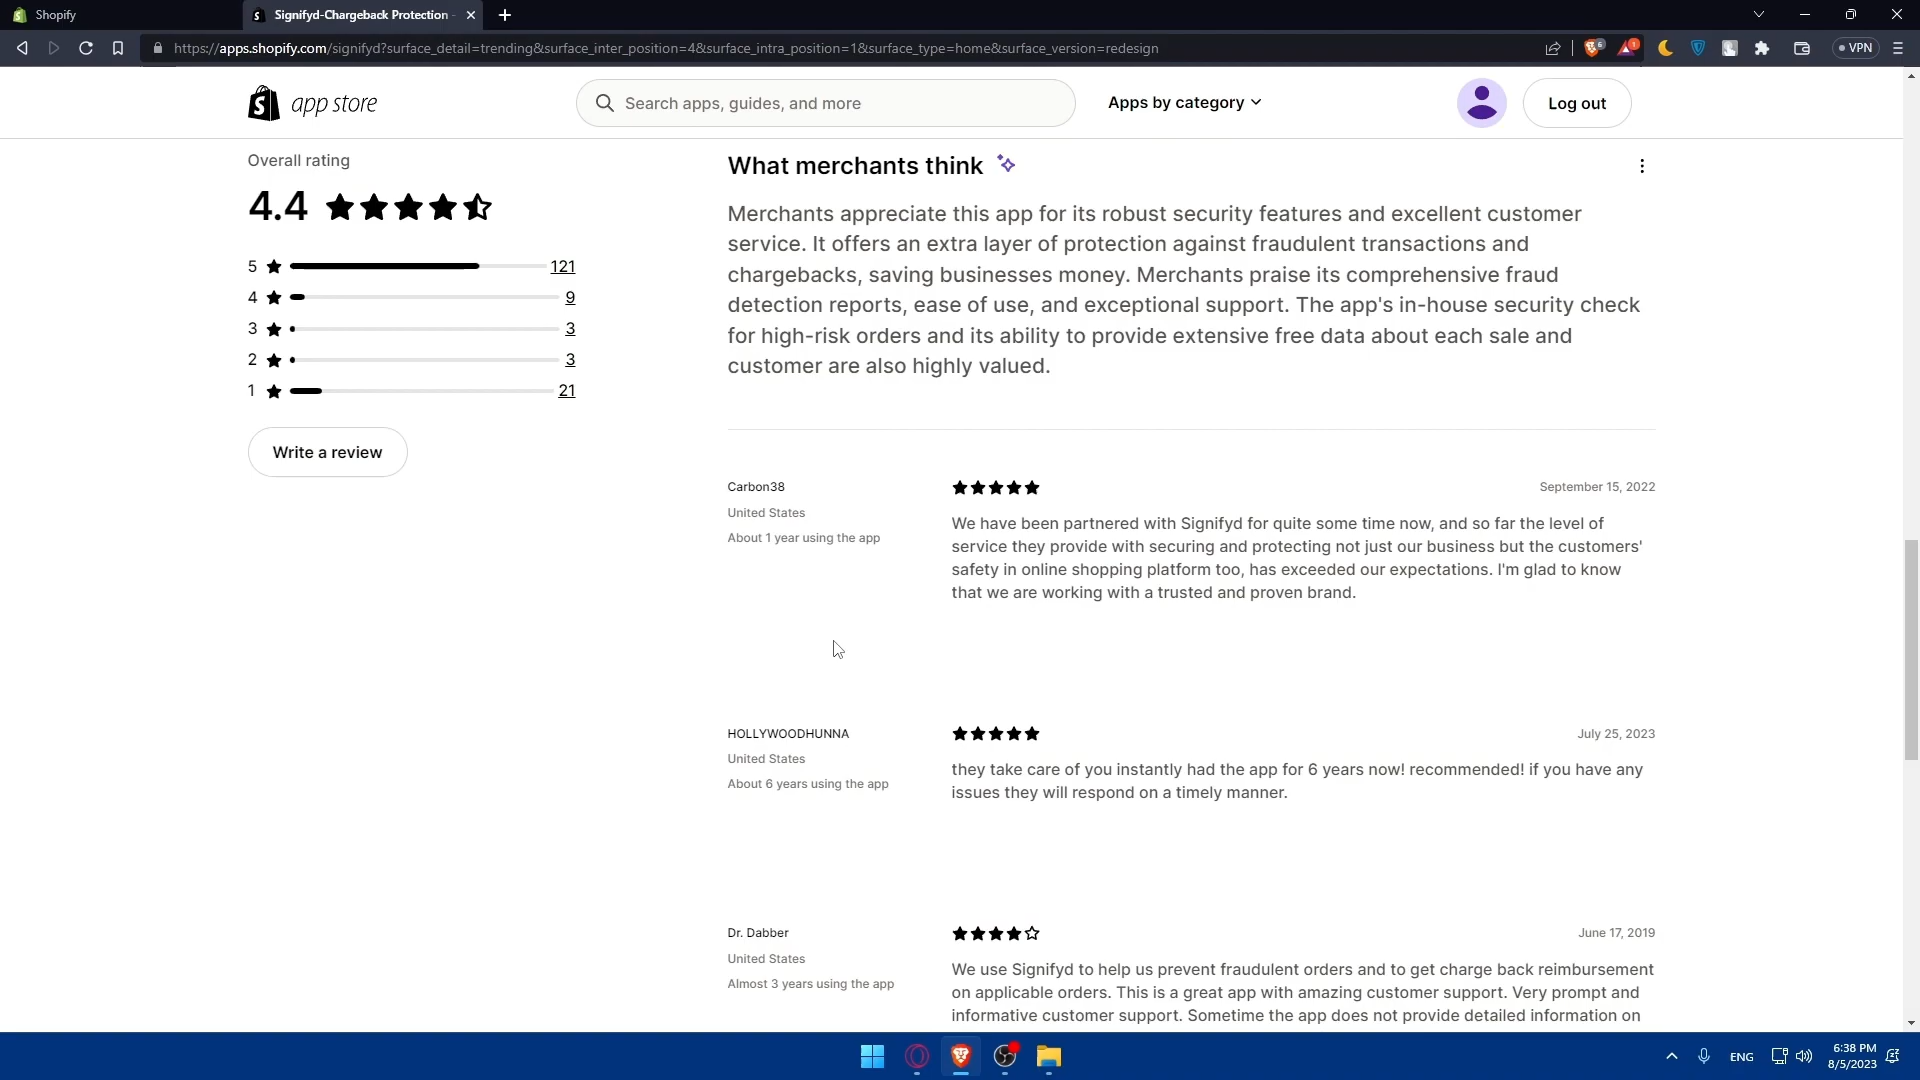 Shopify
Signifyd-Chargeback Protection -
https://apps.shopify.com/signifyd?surface_detail=trending&surface_inter_position=4&surface_intra_position=1&surface_type=home&surface_version=redesign
6
1
VPN
app store
Search apps, guides, and more
Apps by category
Log out
Overall rating
4.4
5 121
4 9
3 3
2 3
1 21
Write a review
What merchants think
Merchants appreciate this app for its robust security features and excellent customer
service. It offers an extra layer of protection against fraudulent transactions and
chargebacks, saving businesses money. Merchants praise its comprehensive fraud
detection reports, ease of use, and exceptional support. The app's in-house security check
for high-risk orders and its ability to provide extensive free data about each sale and
customer are also highly valued.
Carbon38
United States
About 1 year using the app
September 15, 2022
We have been partnered with Signifyd for quite some time now, and so far the level of
service they provide with securing and protecting not just our business but the customers'
safety in online shopping platform too, has exceeded our expectations. I'm glad to know
that we are working with a trusted and proven brand.
HOLLYWOODHUNNA
United States
About 6 years using the app
July 25, 2023
they take care of you instantly had the app for 6 years now! recommended! if you have any
issues they will respond on a timely manner.
Dr. Dabber
United States
Almost 3 years using the app
June 17, 2019
We use Signifyd to help us prevent fraudulent orders and to get charge back reimbursement
on applicable orders. This is a great app with amazing customer support. Very prompt and
informative customer support. Sometime the app does not provide detailed information on
ENG
6:38 PM
8/5/2023